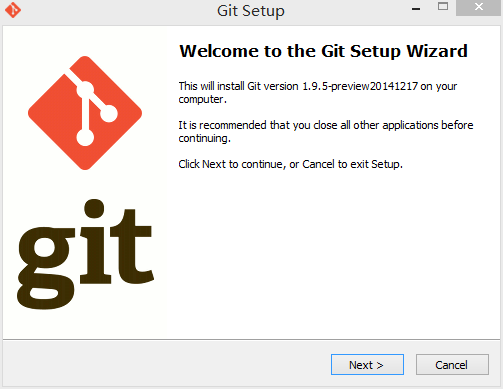 Git Setup
Welcome to the Git Setup Wizard
This will install Git version 1.9.5-preview20141217 on your
computer.
It is recommended that you close all other applications before
continuing.
Click Next to continue, or Cancel to exit Setup.
git
Next >
Cancel